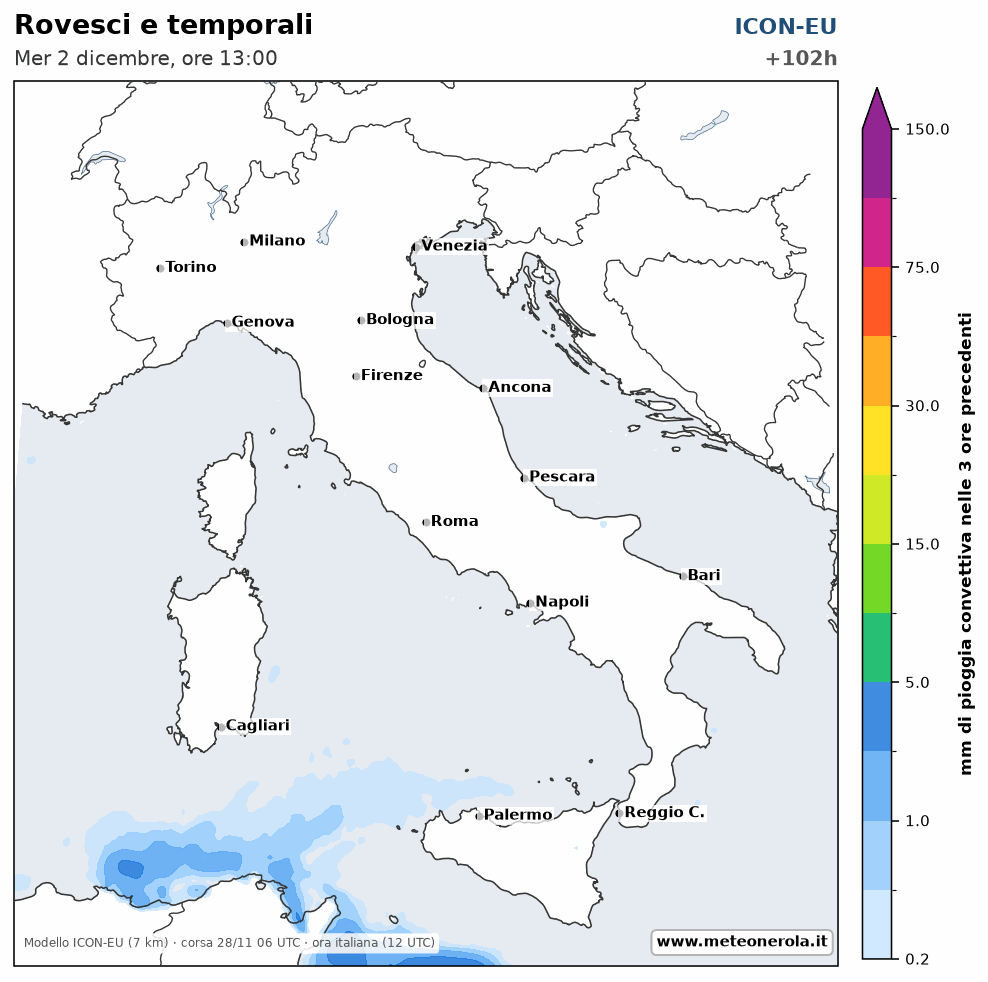 Rovesci e temporali
ICON-EU
Mer 2 dicembre, ore 13:00
+102h
150.0
75.0
30.0
15.0
5.0
1.0
0.2
mm di pioggia convettiva nelle 3 ore precedenti
Milano
Venezia
Torino
Genova
Bologna
Firenze
Ancona
Pescara
Roma
Bari
Napoli
Cagliari
Palermo
Reggio C.
Modello ICON-EU (7 km) · corsa 28/11 06 UTC · ora italiana (12 UTC)
www.meteonerola.it